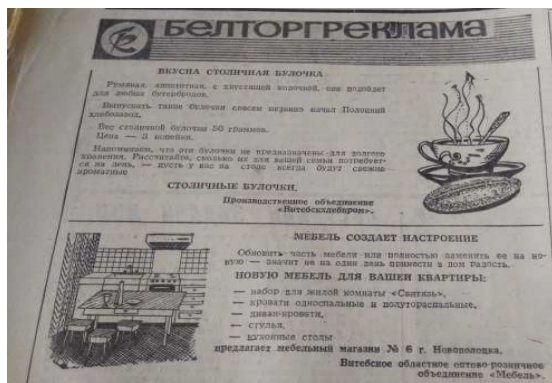 БЕЛТОРГРЕКЛАМА
ВКУСНА СТОЛИЧНАЯ БУЛОЧКА
Румяная, аппетитная, с хрустящей корочкой, она подойдет
для любых бутербродов.
Выпускать такие булочки совсем недавно начал Полоцкий
хлебозавод.
Вес столичной булочки 50 граммов.
Цена — 3 копейки.
Напоминаем, что эти булочки не предназначены для долгого
хранения. Рассчитайте, сколько их для вашей семьи потребует-
ся на день, — пусть у вас на столе всегда будут свежие
ароматные
СТОЛИЧНЫЕ БУЛОЧКИ.
Производственное объединение
«Витебскхлебпром».
МЕБЕЛЬ СОЗДАЕТ НАСТРОЕНИЕ
Обновить часть мебели или полностью заменить ее на но-
вую — значит не на один день принести в дом радость.
НОВУЮ МЕБЕЛЬ ДЛЯ ВАШЕЙ КВАРТИРЫ:
— набор для жилой комнаты «Свитязь»,
— кровати односпальные и полутораспальные,
— диван-кровати,
— стулья,
— кухонные столы
предлагает мебельный магазин № 6 г. Новополоцка.
Витебское областное оптово-розничное
объединение «Мебель».